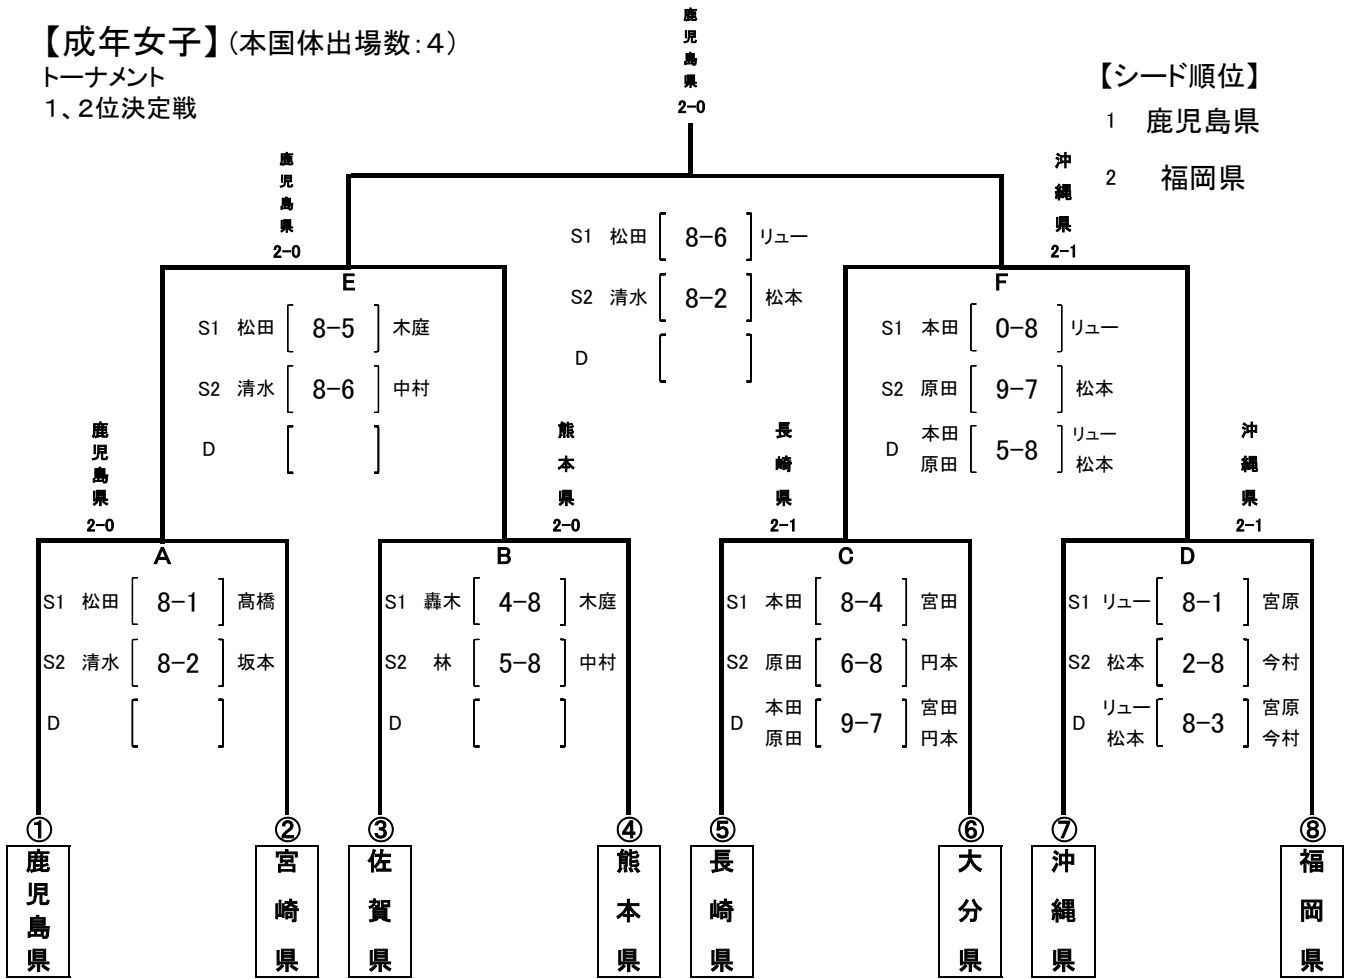 【成年女子】(本国体出場数:4)
トーナメント
1、2位決定戦
鹿児島県
2-0
【シード順位】
1 鹿児島県
2 福岡県
鹿児島県
2-0
沖縄県
2-1
S1 松田 8-6 リュー
S2 清水 8-2 松本
D
E
S1 松田 8-5 木庭
S2 清水 8-6 中村
D
F
S1 本田 0-8 リュー
S2 原田 9-7 松本
D 本田 原田 5-8 リュー 松本
鹿児島県
2-0
熊本県
2-0
長崎県
2-1
沖縄県
2-1
A
S1 松田 8-1 髙橋
S2 清水 8-2 坂本
D
B
S1 轟木 4-8 木庭
S2 林 5-8 中村
D
C
S1 本田 8-4 宮田
S2 原田 6-8 円本
D 本田 原田 9-7 宮田 円本
D
S1 リュー 8-1 宮原
S2 松本 2-8 今村
D リュー 松本 8-3 宮原 今村
① ② ③ ④ ⑤ ⑥ ⑦ ⑧
鹿児島県
宮崎県
佐賀県
熊本県
長崎県
大分県
沖縄県
福岡県